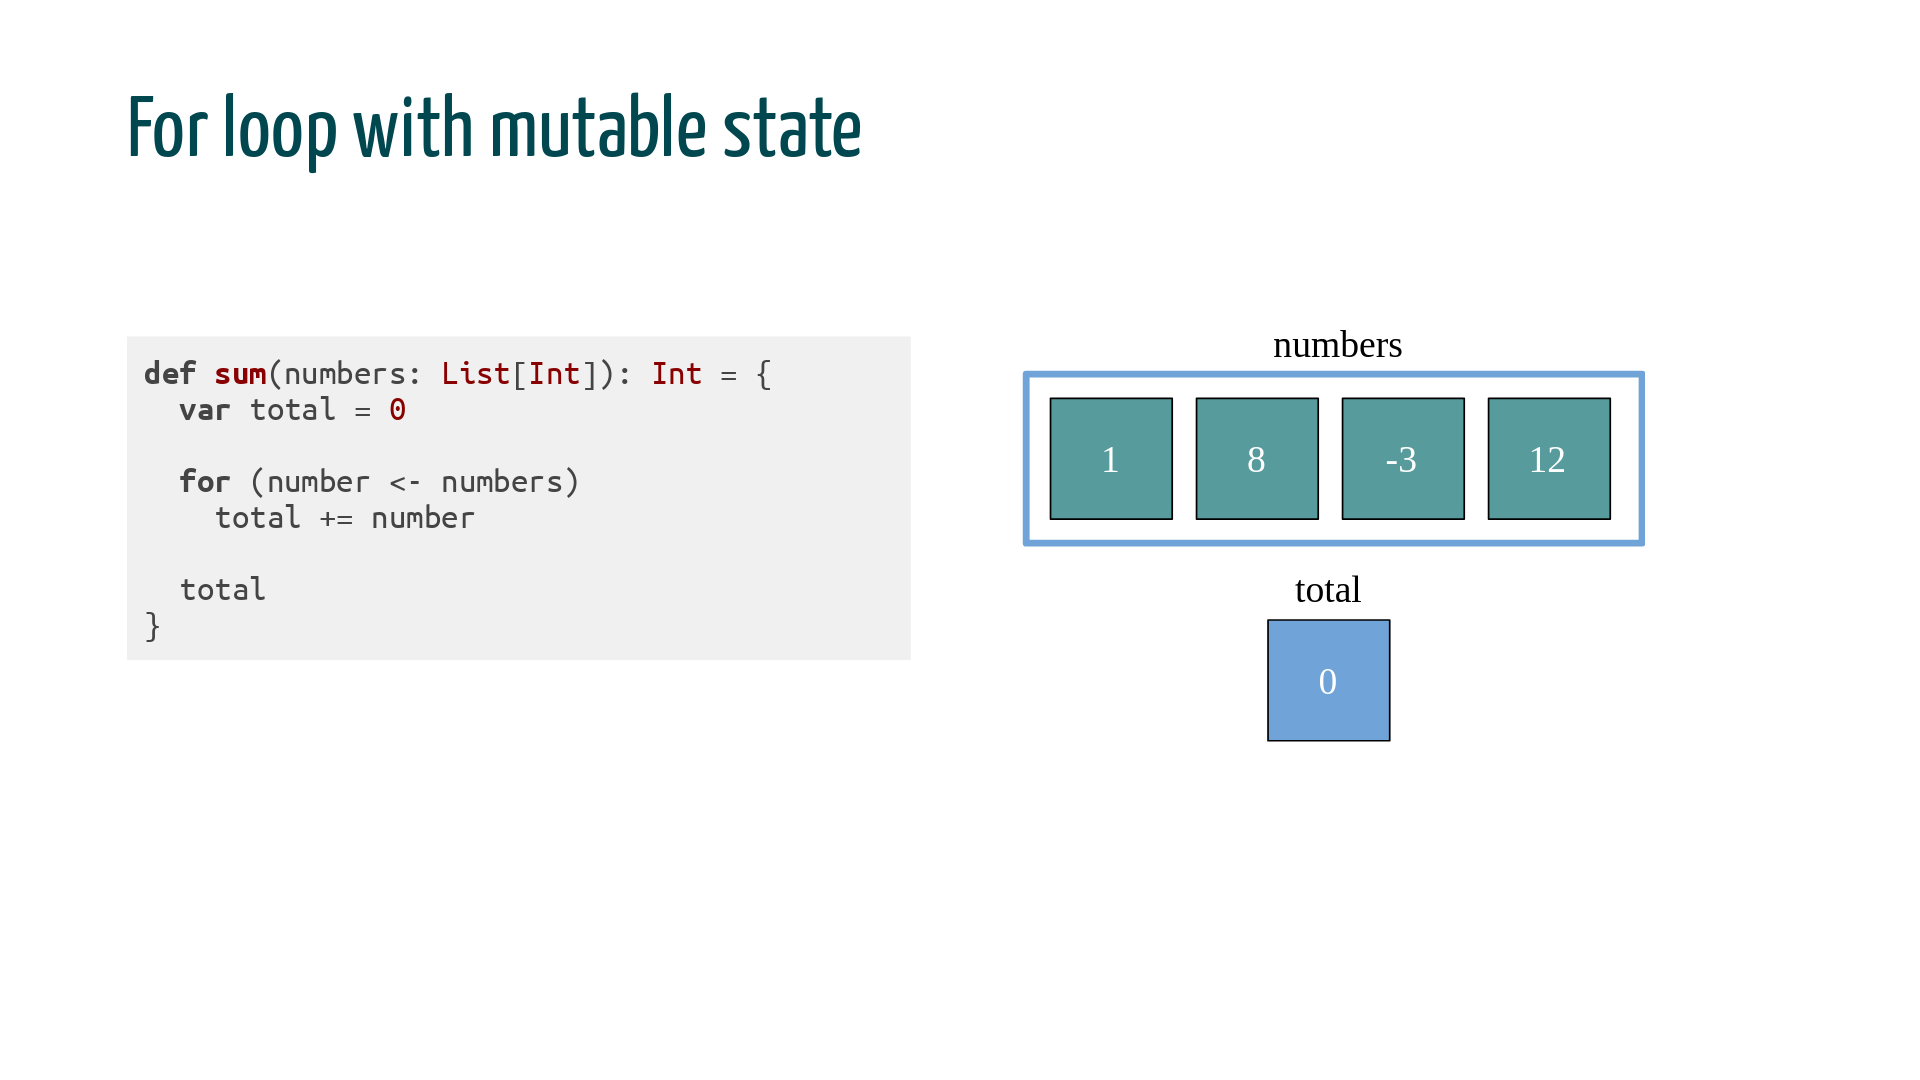 For loop with mutable state
def sum(numbers: List[Int]): Int = {
  var total = 0
  for (number <- numbers)
    total += number
  total
}
numbers
1 8 -3 12
total
0